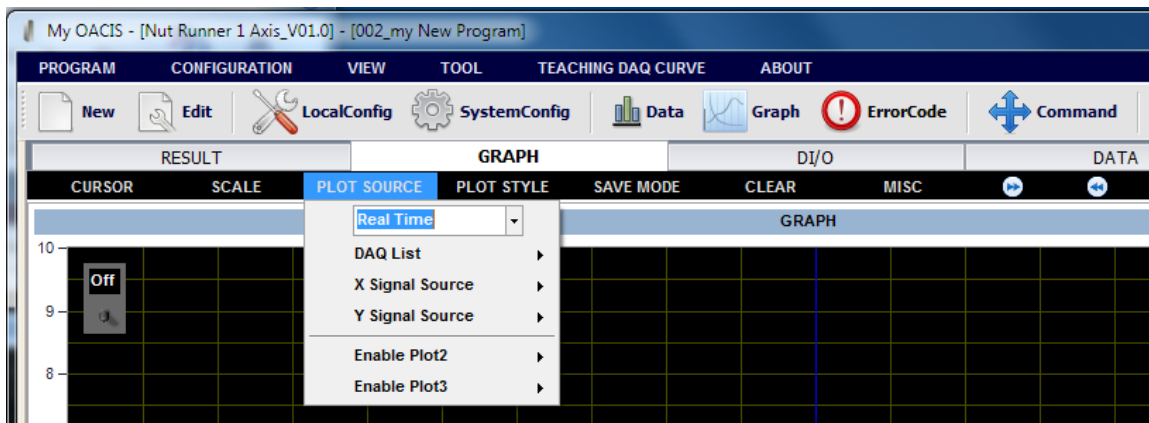 My OACIS - [Nut Runner 1 Axis_V01.0] - [002_my New Program]
PROGRAM CONFIGURATION VIEW TOOL TEACHING DAQ CURVE ABOUT
New Edit LocalConfig SystemConfig Data Graph ErrorCode Command
RESULT GRAPH DI/O DATA
CURSOR SCALE PLOT SOURCE PLOT STYLE SAVE MODE CLEAR MISC
Real Time
GRAPH
10
DAQ List
Off
X Signal Source
9
Y Signal Source
Enable Plot2
8
Enable Plot3